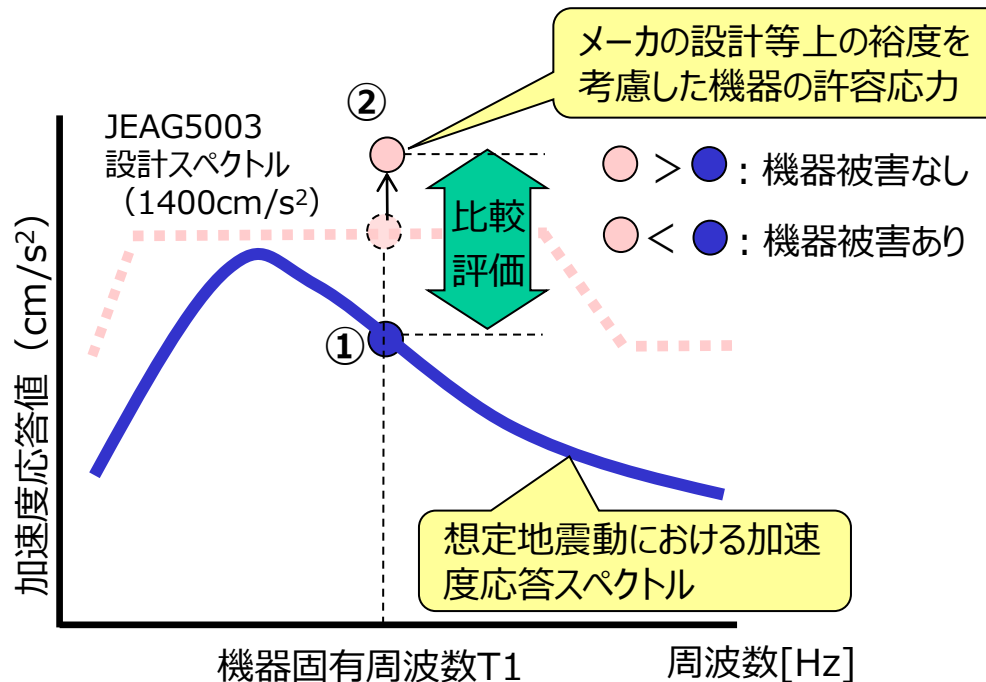 メーカの設計等上の裕度を
考慮した機器の許容応力
②
JEAG5003
設計スペクトル
（1400cm/s²）
＞ ：機器被害なし
＜ ：機器被害あり
比較
評価
①
加速度応答値（cm/s²）
想定地震動における加速
度応答スペクトル
機器固有周波数T1
周波数[Hz]